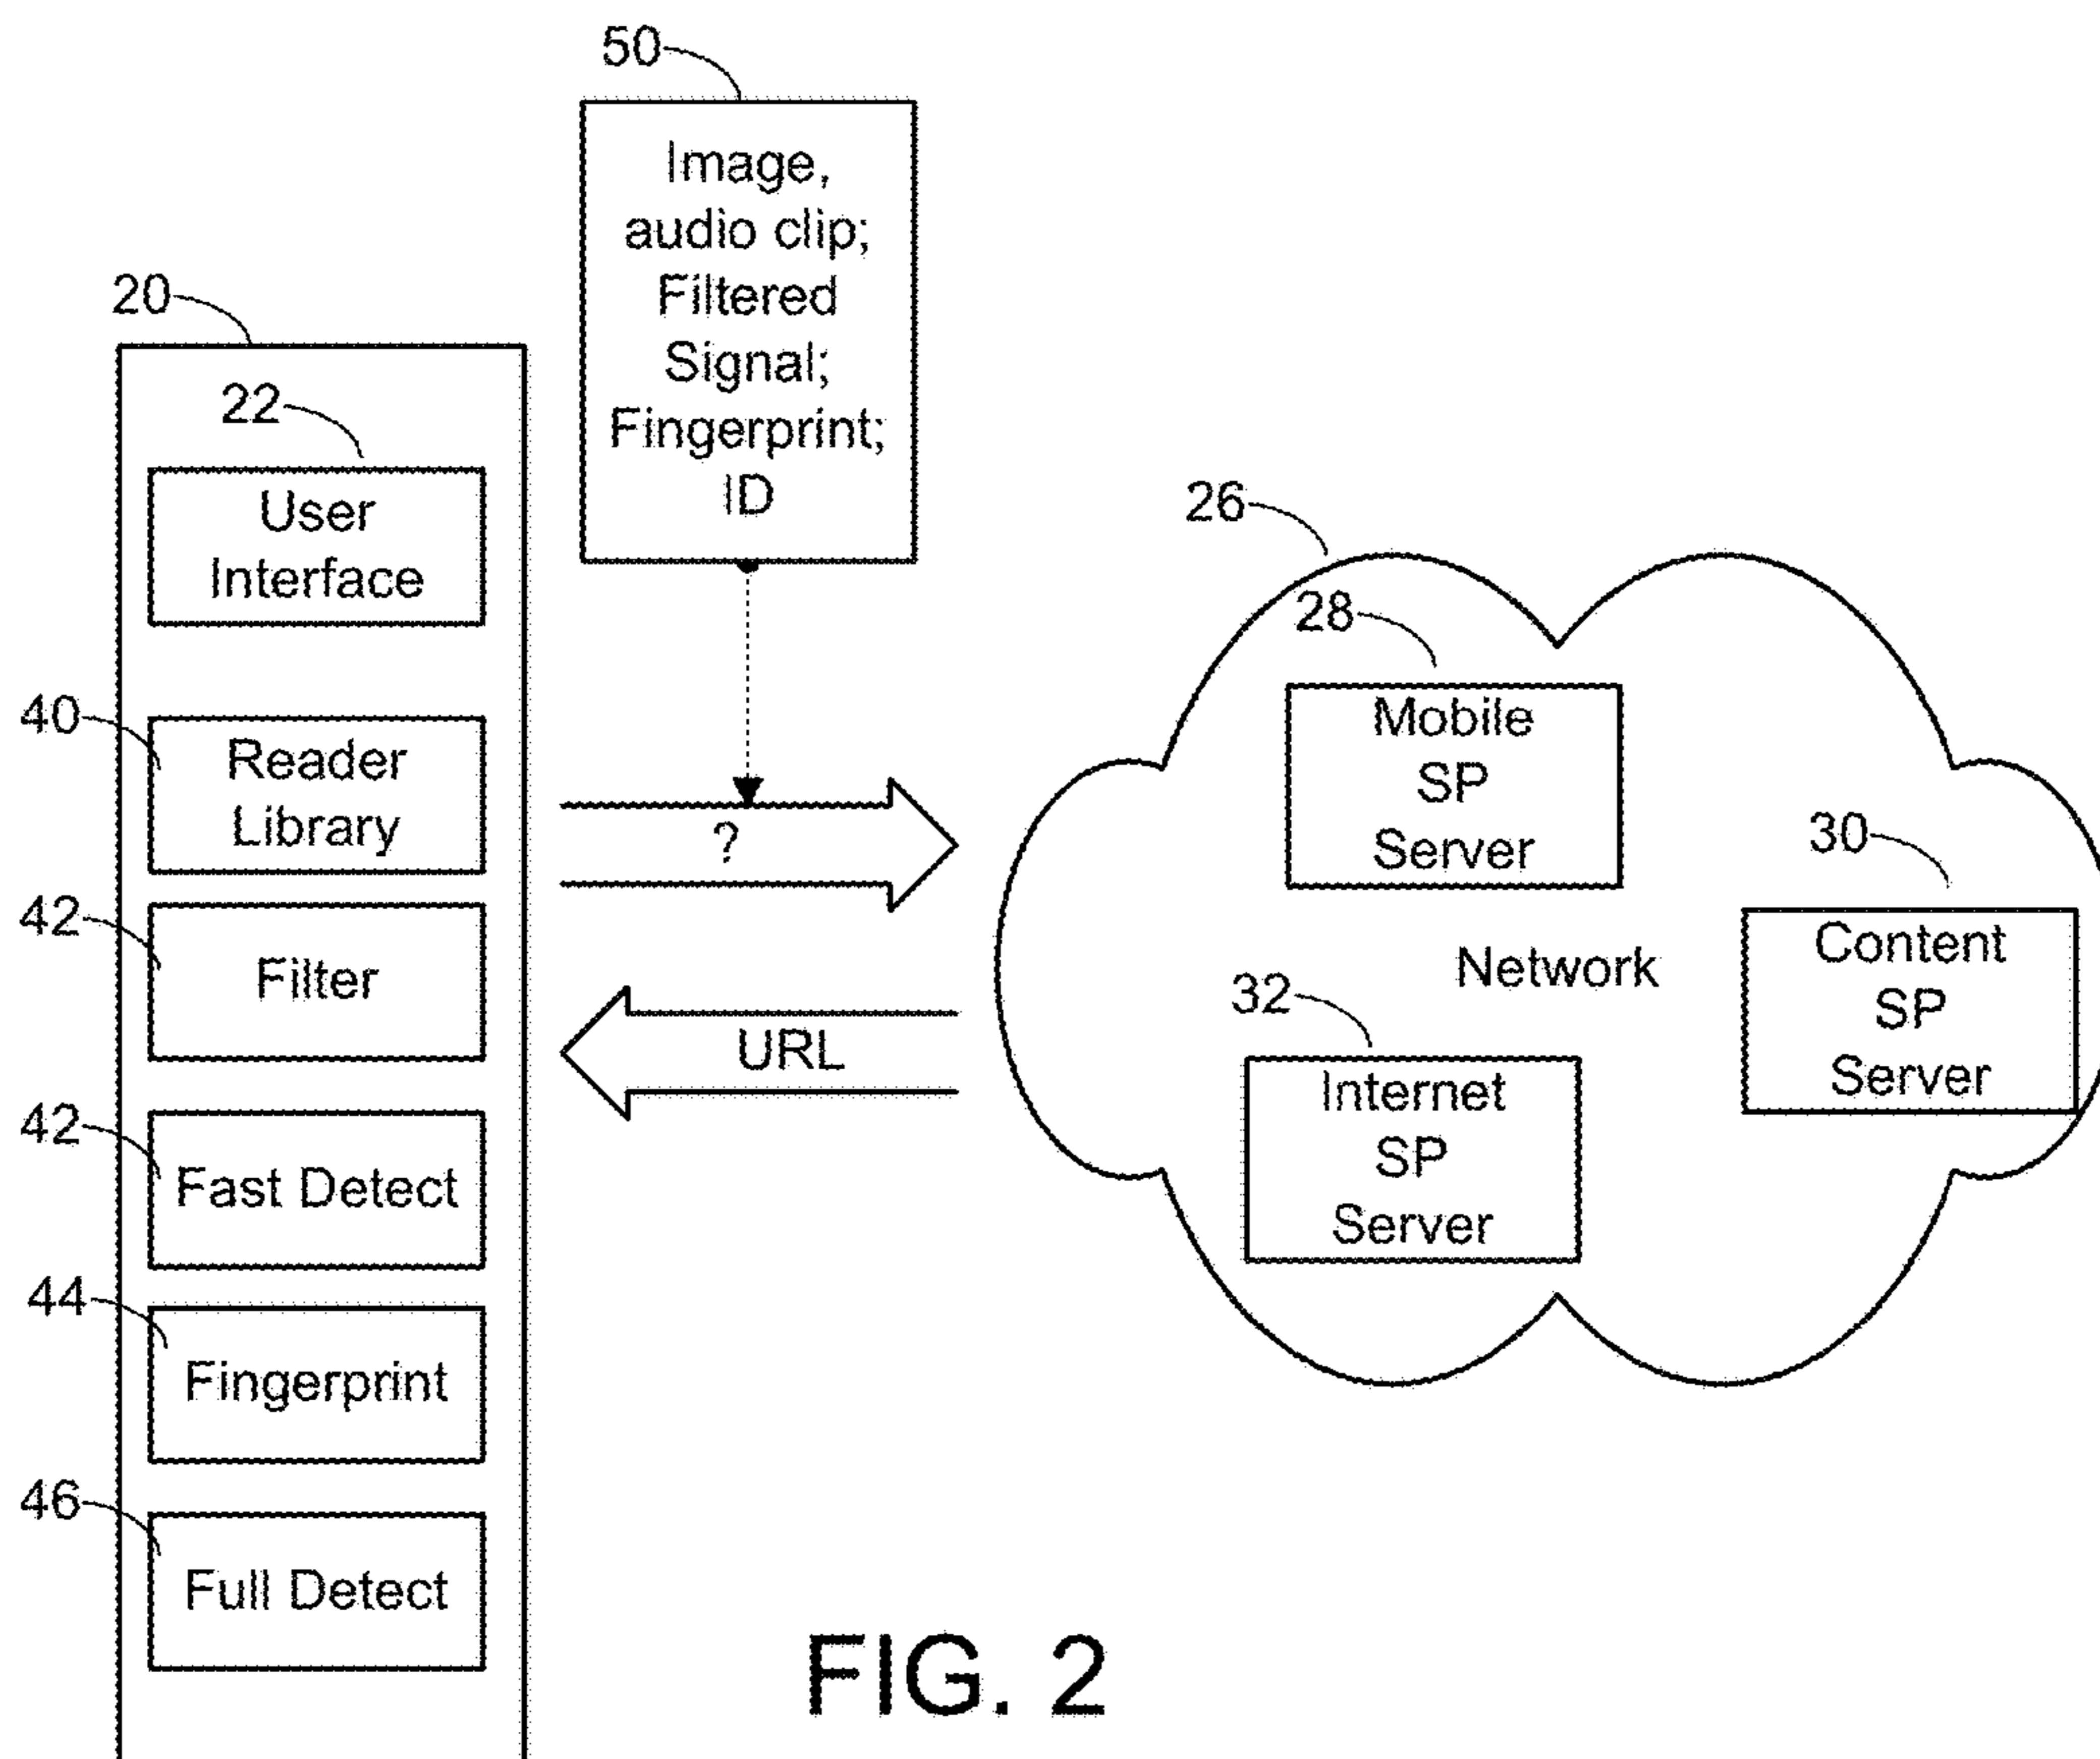 50
Image,
audio clip;
Filtered
Signal;
Fingerprint;
ID
20
22
User
Interface
40
Reader
Library
42
Filter
42
Fast Detect
44
Fingerprint
46
Full Detect
?
URL
26
28
Mobile
SP
Server
30
Content
SP
Server
Network
32
Internet
SP
Server
FIG. 2